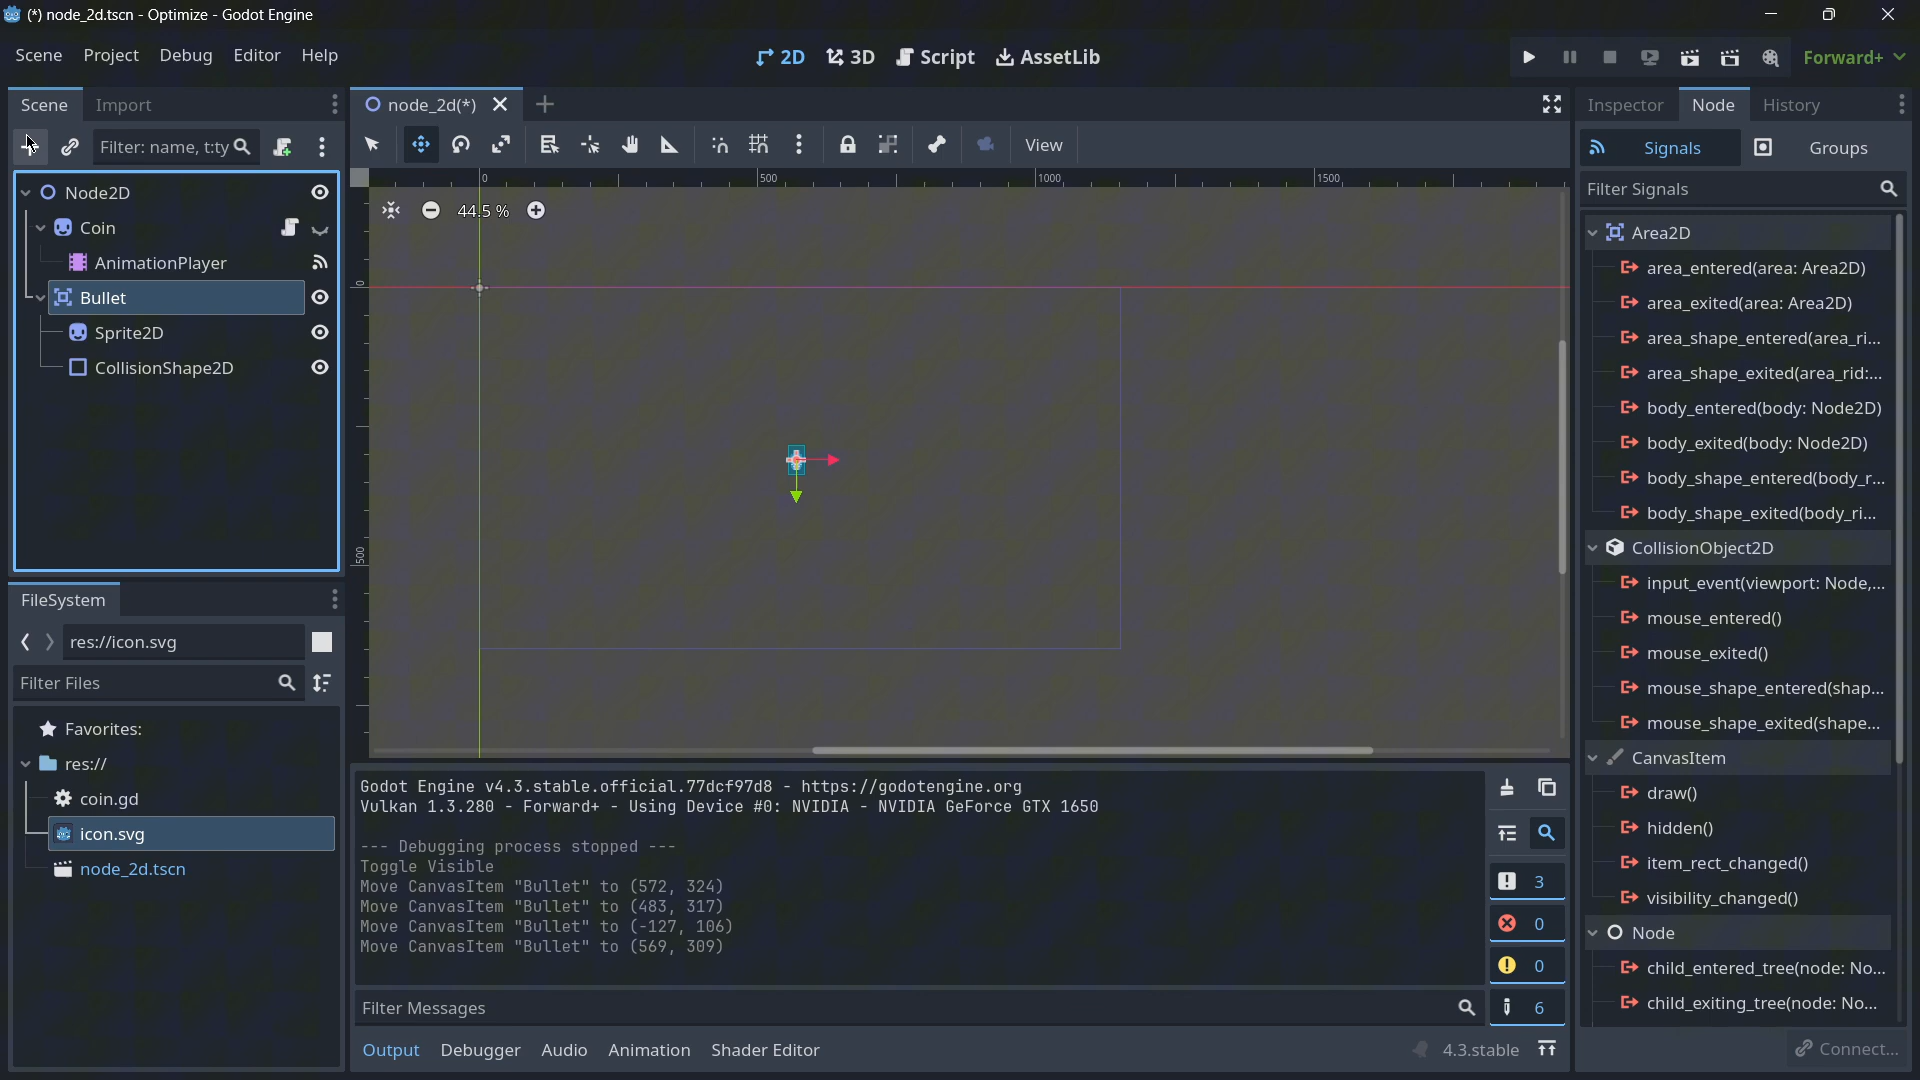 (*) node_2d.tscn - Optimize - Godot Engine
Scene Project Debug Editor Help
2D 3D Script AssetLib
Forward+
Scene Import
node_2d(*)
Inspector Node History
Filter: name, t:ty
View
Signals Groups
0 500 1000 1500
Filter Signals
Node2D
44.5 %
Coin
AnimationPlayer
Bullet
Sprite2D
CollisionShape2D
0
500
Area2D
area_entered(area: Area2D)
area_exited(area: Area2D)
area_shape_entered(area_ri...
area_shape_exited(area_rid:...
body_entered(body: Node2D)
body_exited(body: Node2D)
body_shape_entered(body_r...
body_shape_exited(body_ri...
CollisionObject2D
input_event(viewport: Node,...
mouse_entered()
mouse_exited()
mouse_shape_entered(shap...
mouse_shape_exited(shape...
CanvasItem
draw()
hidden()
item_rect_changed()
visibility_changed()
Node
child_entered_tree(node: No...
child_exiting_tree(node: No...
Connect...
FileSystem
res://icon.svg
Filter Files
Favorites:
res://
coin.gd
icon.svg
node_2d.tscn
Godot Engine v4.3.stable.official.77dcf97d8 - https://godotengine.org
Vulkan 1.3.280 - Forward+ - Using Device #0: NVIDIA - NVIDIA GeForce GTX 1650
--- Debugging process stopped ---
Toggle Visible
Move CanvasItem "Bullet" to (572, 324)
Move CanvasItem "Bullet" to (483, 317)
Move CanvasItem "Bullet" to (-127, 106)
Move CanvasItem "Bullet" to (569, 309)
3
0
0
6
Filter Messages
Output Debugger Audio Animation Shader Editor
4.3.stable